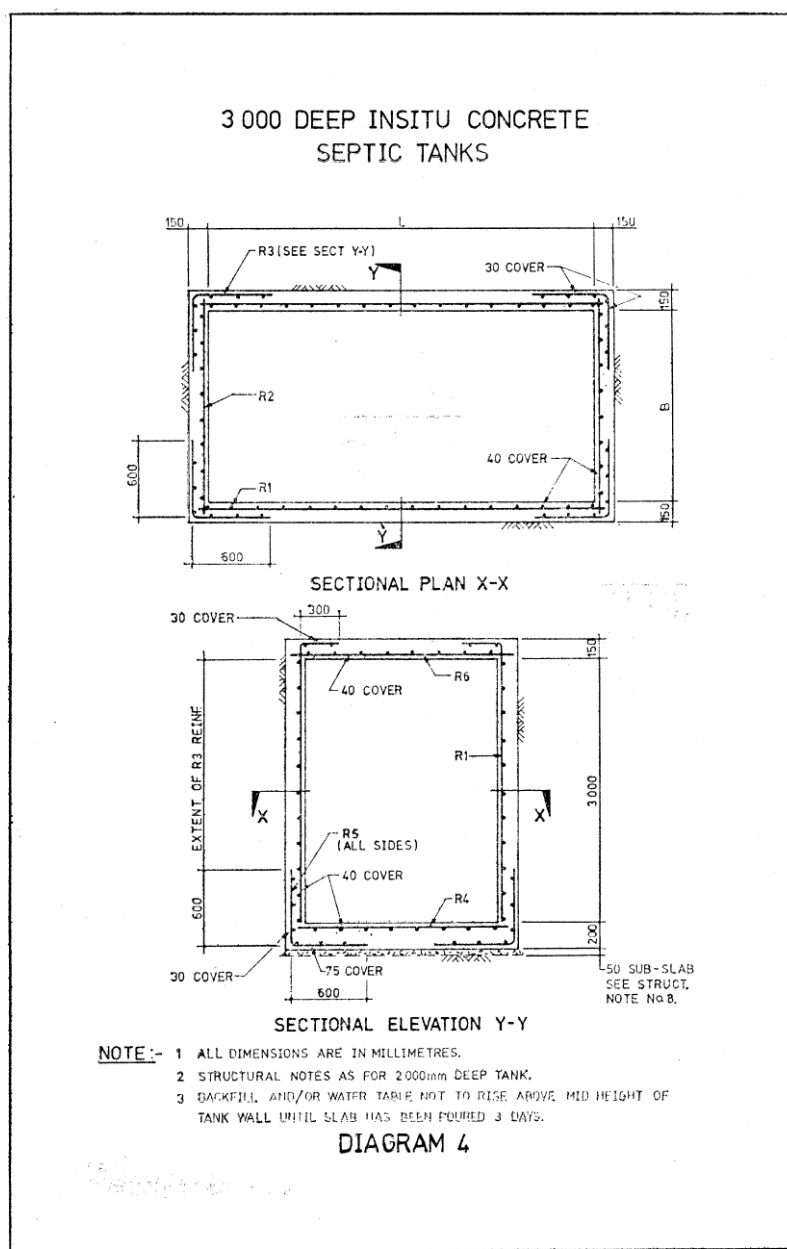 3 000 DEEP INSITU CONCRETE
SEPTIC TANKS
150
L
150
R3 (SEE SECT Y-Y)
Y
30 COVER
150
R2
B
600
40 COVER
R1
150
Y
600
SECTIONAL PLAN X-X
30 COVER
300
150
40 COVER
R6
EXTENT OF R3 REINF
R1
3 000
X
X
R5
(ALL SIDES)
40 COVER
R4
600
200
30 COVER
75 COVER
600
50 SUB-SLAB
SEE STRUCT.
NOTE No 8.
SECTIONAL ELEVATION Y-Y
NOTE:- 1 ALL DIMENSIONS ARE IN MILLIMETRES.
2 STRUCTURAL NOTES AS FOR 2000mm DEEP TANK.
3 BACKFILL AND/OR WATER TABLE NOT TO RISE ABOVE MID HEIGHT OF
TANK WALL UNTIL SLAB HAS BEEN POURED 3 DAYS.
DIAGRAM 4